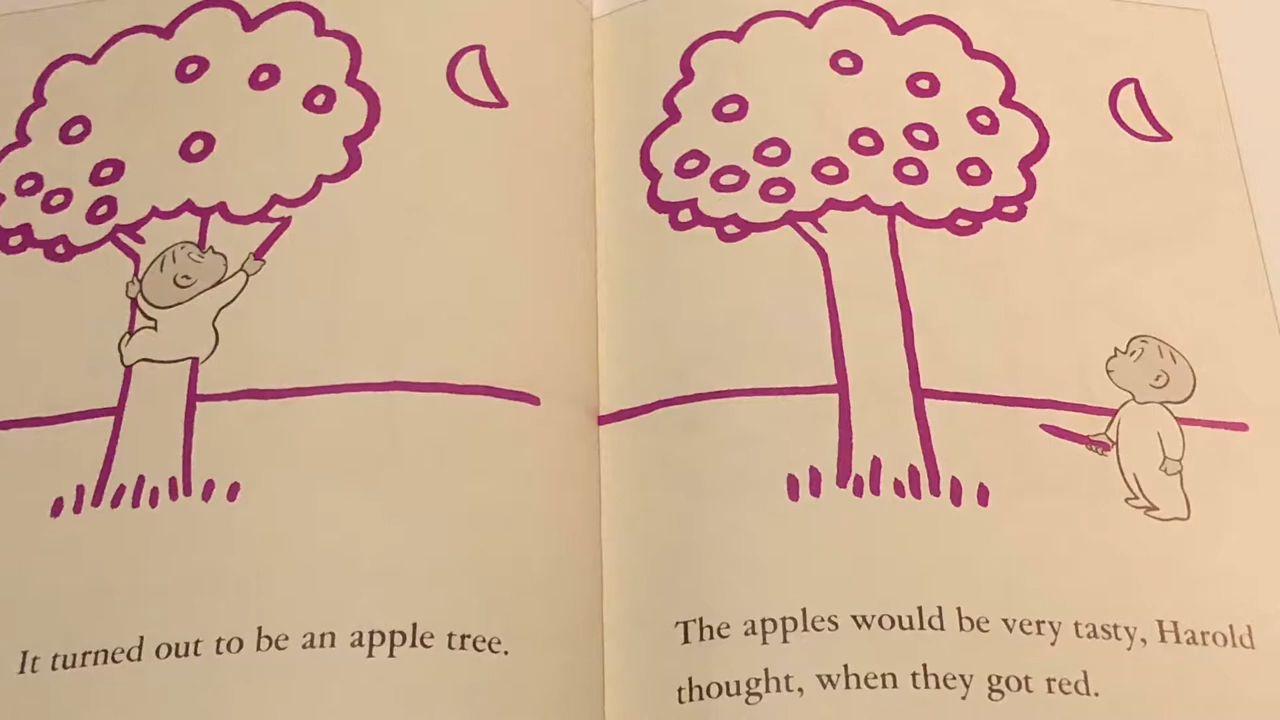 It turned out to be an apple tree.
The apples would be very tasty, Harold
thought, when they got red.